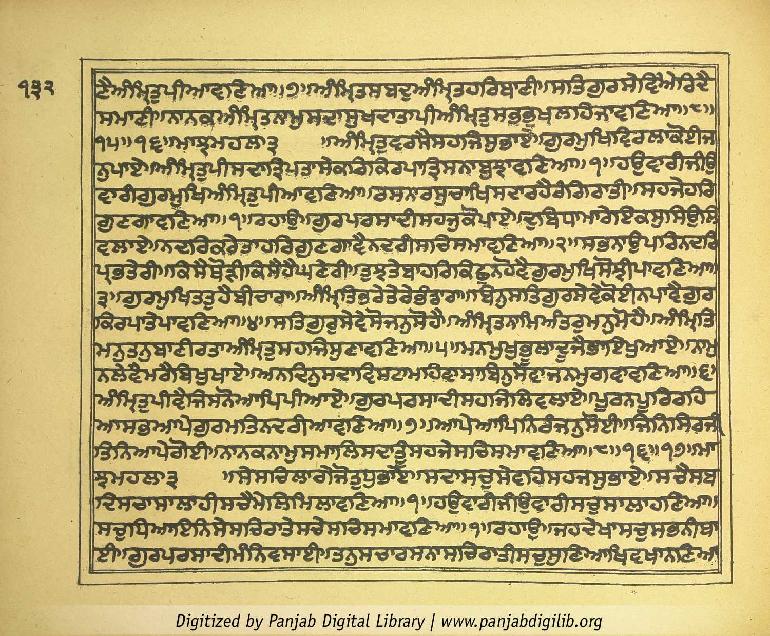 ੧੩੨
ਣੈਅੰਮ੍ਰਿਤੁਪੀਆਵਣਿਆ॥੭॥ਅੰਮ੍ਰਿਤਸਬਦੁਅੰਮ੍ਰਿਤਹਰਿਬਾਣੀ॥ਸਤਿਗੁਰਸੇਵਿਐਰਿਦੈ
ਸਮਾਣੀ॥ਨਾਨਕਅੰਮ੍ਰਿਤਨਾਮੁਸਦਾਸੁਖਦਾਤਾਪੀਅੰਮ੍ਰਿਤੁਸਭਭੁਖਲਹਿਜਾਵਣਿਆ॥੮॥
੧੫॥੧੬॥ਮਾਝਮਹਲਾ੩ ਅੰਮ੍ਰਿਤੁਵਰਸੈਸਹਜਿਸੁਭਾਏ॥ਗੁਰਮੁਖਿਵਿਰਲਾਕੋਈਜ
ਨੁਪਾਏ॥ਅੰਮ੍ਰਿਤੁਪੀਸਦਾਤ੍ਰਿਪਤਾਸੇਕਰਿਕਿਰਪਾਤ੍ਰਿਸਨਾਬੁਝਾਵਣਿਆ॥੧॥ਹਉਵਾਰੀਜੀਉ
ਵਾਰੀਗੁਰਮੁਖਿਅੰਮ੍ਰਿਤੁਪੀਆਵਣਿਆ॥ਰਸਨਾਰਸੁਚਾਖਿਸਦਾਰਹੈਰੰਗਿਰਾਤੀ॥ਸਹਜੇਹਰਿ
ਗੁਣਗਾਵਣਿਆ॥੧॥ਰਹਾਉ॥ਗੁਰਪਰਸਾਦੀਸਹਜੁਕੋਪਾਏ॥ਦੁਬਿਧਾਮਾਰੇਇਕਸੁਸਿਉਲਿ
ਵਲਾਏ॥ਨਦਰਿਕਰੇਤਾਹਰਿਗੁਣਗਾਵੈਨਦਰੀਸਚਿਸਮਾਵਣਿਆ॥੨॥ਸਭਨਾਉਪਰਿਨਦਰਿ
ਪ੍ਰਭਤੇਰੀ॥ਕਿਸੈਥੋੜੀਕਿਸੈਹੈਘਣੇਰੀ॥ਤੁਝਤੇਬਾਹਰਿਕਿਛੁਨਹੋਵੈਗੁਰਮੁਖਿਸੋਝੀਪਾਵਣਿਆ॥
੩॥ਗੁਰਮੁਖਿਤਤੁਹੈਬੀਚਾਰਾ॥ਅੰਮ੍ਰਿਤਿਭਰੇਤੇਰੇਭੰਡਾਰਾ॥ਬਿਨੁਸਤਿਗੁਰਸੇਵੇਕੋਈਨਪਾਵੈਗੁਰ
ਕਿਰਪਾਤੇਪਾਵਣਿਆ॥੪॥ਸਤਿਗੁਰੁਸੇਵੈਸੋਜਨੁਸੋਹੈ॥ਅੰਮ੍ਰਿਤਨਾਮਿਅੰਤਰੁਮਨੁਮੋਹੈ॥ਅੰਮ੍ਰਿਤਿ
ਮਨੁਤਨੁਬਾਣੀਰਤਾਅੰਮ੍ਰਿਤੁਸਹਜਿਸੁਣਾਵਣਿਆ॥੫॥ਮਨਮੁਖੁਭੂਲਾਦੂਜੈਭਾਇਖੁਆਏ॥ਨਾਮੁ
ਨਲੇਵੈਮਰੈਬਿਖੁਖਾਏ॥ਅਨਦਿਨੁਸਦਾਵਿਸਟਾਮਹਿਵਾਸਾਬਿਨੁਸੇਵਾਜਨਮੁਗਵਾਵਣਿਆ॥੬॥
ਅੰਮ੍ਰਿਤੁਪੀਵੈਜਿਸਨੋਆਪਿਪੀਆਏ॥ਗੁਰਪਰਸਾਦੀਸਹਜਿਲਿਵਲਾਏ॥ਪੂਰਨਪੂਰਿਰਹਿ
ਆਸਭਆਪੇਗੁਰਮਤਿਨਦਰੀਆਵਣਿਆ॥੭॥ਆਪੇਆਪਿਨਿਰੰਜਨੁਸੋਈ॥ਜਿਨਿਸਿਰਜੀ
ਤਿਨਿਆਪੇਗੋਈ॥ਨਾਨਕਨਾਮੁਸਮਾਲਿਸਦਾਤੂੰਸਹਜੇਸਚਿਸਮਾਵਣਿਆ॥੮॥੧੬॥੧੭॥ਮਾ
ਝਮਹਲਾ੩ ॥ਸੇਸਚਿਲਾਗੇਜੋਤੁਧੁਭਾਏ॥ਸਦਾਸਚੁਸੇਵਹਿਸਹਜਸੁਭਾਏ॥ਸਚੈਸਬ
ਦਿਸਚਾਸਾਲਾਹੀਸਚੈਮੇਲਿਮਿਲਾਵਣਿਆ॥੧॥ਹਉਵਾਰੀਜੀਉਵਾਰੀਸਚੁਸਾਲਾਹਣਿਆ॥
ਸਚੁਧਿਆਇਨਿਸੇਸਚਿਰਾਤੇਸਚੇਸਚਿਸਮਾਵਣਿਆ॥੧॥ਰਹਾਉ॥ਜਹਦੇਖਾਸਚੁਸਭਨੀਥਾ
ਈ॥ਗੁਰਪਰਸਾਦੀਮੰਨਿਵਸਾਈ॥ਤਨੁਸਚਾਰਸਨਾਸਚਿਰਾਤੀਸਚੁਸੁਣਿਆਖਿਵਖਾਨਣਿਆ
Digitized by Panjab Digital Library | www.panjabdigilib.org